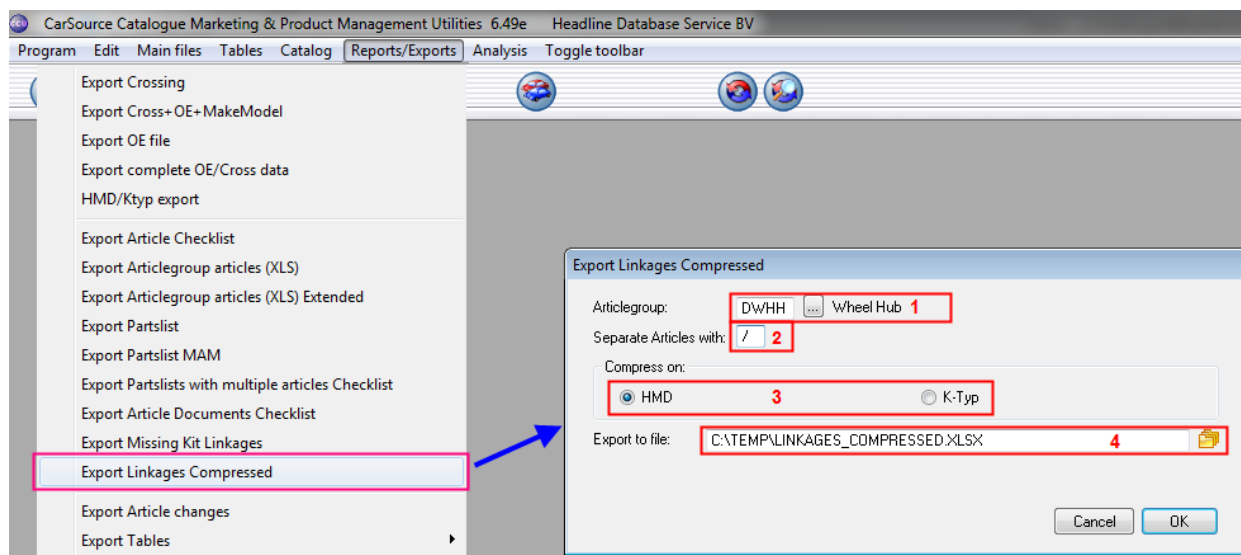 CCU CarSource Catalogue Marketing & Product Management Utilities 6.49e Headline Database Service BV
Program Edit Main files Tables Catalog Reports/Exports Analysis Toggle toolbar
Export Crossing
Export Cross+OE+MakeModel
Export OE file
Export complete OE/Cross data
HMD/Ktyp export
Export Article Checklist
Export Articlegroup articles (XLS)
Export Articlegroup articles (XLS) Extended
Export Partslist
Export Partslist MAM
Export Partslists with multiple articles Checklist
Export Article Documents Checklist
Export Missing Kit Linkages
Export Linkages Compressed
Export Article changes
Export Tables
Export Linkages Compressed
Articlegroup: DWHH ... Wheel Hub 1
Separate Articles with: / 2
Compress on:
HMD 3 K-Typ
Export to file: C:\TEMP\LINKAGES_COMPRESSED.XLSX 4
Cancel OK